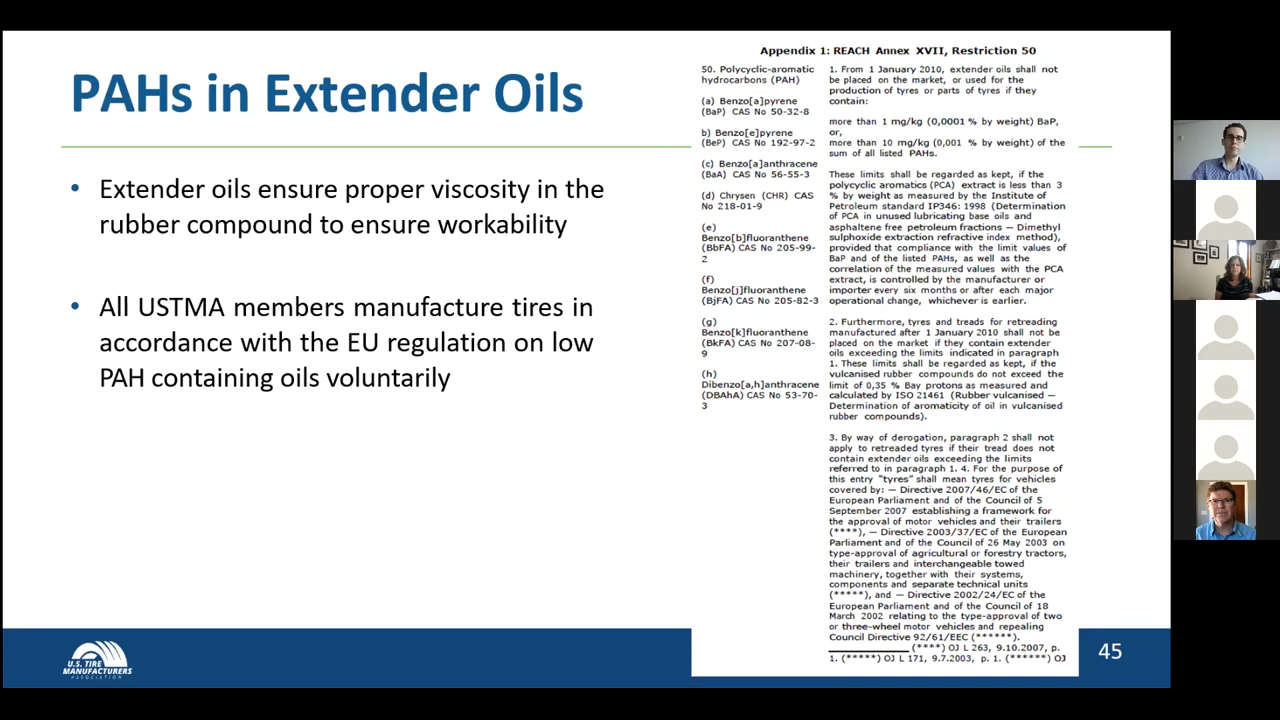 PAHs in Extender Oils
• Extender oils ensure proper viscosity in the
rubber compound to ensure workability
• All USTMA members manufacture tires in
accordance with the EU regulation on low
PAH containing oils voluntarily
Appendix 1: REACH Annex XVII, Restriction 50
50. Polycyclic-aromatic
hydrocarbons (PAH)
(a) Benzo[a]pyrene
(BaP) CAS No 50-32-8
b) Benzo[e]pyrene
(BeP) CAS No 192-97-2
(c) Benzo[a]anthracene
(BaA) CAS No 56-55-3
(d) Chrysen (CHR) CAS
No 218-01-9
(e)
Benzo[b]fluoranthene
(BbFA) CAS No 205-99-
2
(f)
Benzo[j]fluoranthene
(BjFA) CAS No 205-82-3
(g)
Benzo[k]fluoranthene
(BkFA) CAS No 207-08-
9
(h)
Dibenzo[a,h]anthracene
(DBAhA) CAS No 53-70-
3
1. From 1 January 2010, extender oils shall not
be placed on the market, or used for the
production of tyres or parts of tyres if they
contain:
more than 1 mg/kg (0,0001 % by weight) BaP,
or,
more than 10 mg/kg (0,001 % by weight) of the
sum of all listed PAHs.
These limits shall be regarded as kept, if the
polycyclic aromatics (PCA) extract is less than 3
% by weight as measured by the Institute of
Petroleum standard IP346: 1998 (Determination
of PCA in unused lubricating base oils and
asphaltene free petroleum fractions — Dimethyl
sulphoxide extraction refractive index method),
provided that compliance with the limit values of
BaP and of the listed PAHs, as well as the
correlation of the measured values with the PCA
extract, is controlled by the manufacturer or
importer every six months or after each major
operational change, whichever is earlier.
2. Furthermore, tyres and treads for retreading
manufactured after 1 January 2010 shall not be
placed on the market if they contain extender
oils exceeding the limits indicated in paragraph
1. These limits shall be regarded as kept, if the
vulcanised rubber compounds do not exceed the
limit of 0,35 % Bay protons as measured and
calculated by ISO 21461 (Rubber vulcanised —
Determination of aromaticity of oil in vulcanised
rubber compounds).
3. By way of derogation, paragraph 2 shall not
apply to retreaded tyres if their tread does not
contain extender oils exceeding the limits
referred to in paragraph 1. 4. For the purpose of
this entry "tyres" shall mean tyres for vehicles
covered by: — Directive 2007/46/EC of the
European Parliament and of the Council of 5
September 2007 establishing a framework for
the approval of motor vehicles and their trailers
(****), — Directive 2003/37/EC of the European
Parliament and of the Council of 26 May 2003 on
type-approval of agricultural or forestry tractors,
their trailers and interchangeable towed
machinery, together with their systems,
components and separate technical units
(*****), and — Directive 2002/24/EC of the
European Parliament and of the Council of 18
March 2002 relating to the type-approval of two
or three-wheel motor vehicles and repealing
Council Directive 92/61/EEC (******).
(****) OJ L 263, 9.10.2007, p.
1. (*****) OJ L 171, 9.7.2003, p. 1. (******) OJ
U.S. TIRE
MANUFACTURERS
ASSOCIATION
45